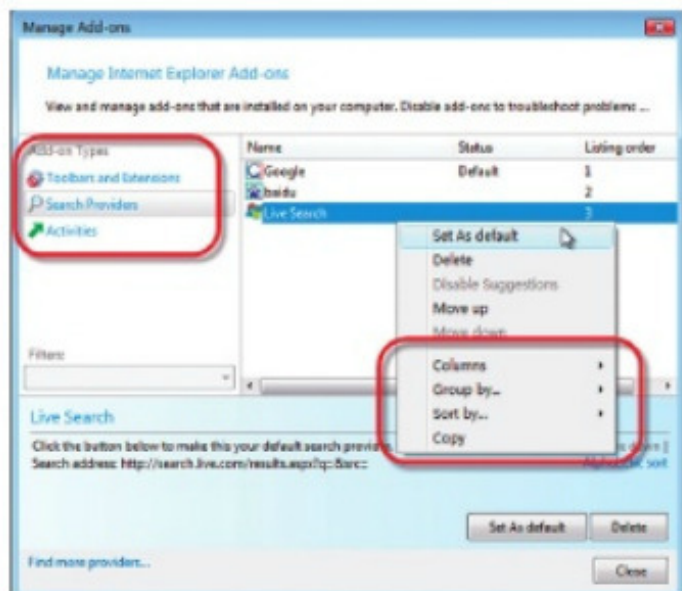 Manage Add-ons
Manage Internet Explorer Add-ons
View and manage add-ons that are installed on your computer. Disable add-ons to troubleshoot problems ...
Add-on Types
Toolbars and Extensions
Search Providers
Activities
Name Status Listing order
Google Default 1
baidu 2
Live Search 3
Set As default
Delete
Disable Suggestions
Move up
Move down
Columns
Group by...
Sort by...
Copy
Filters:
Live Search
Click the button below to make this your default search provider. down |
Search address: http://search.live.com/results.aspx?q=&src= sort
Set As default Delete
Find more providers...
Close